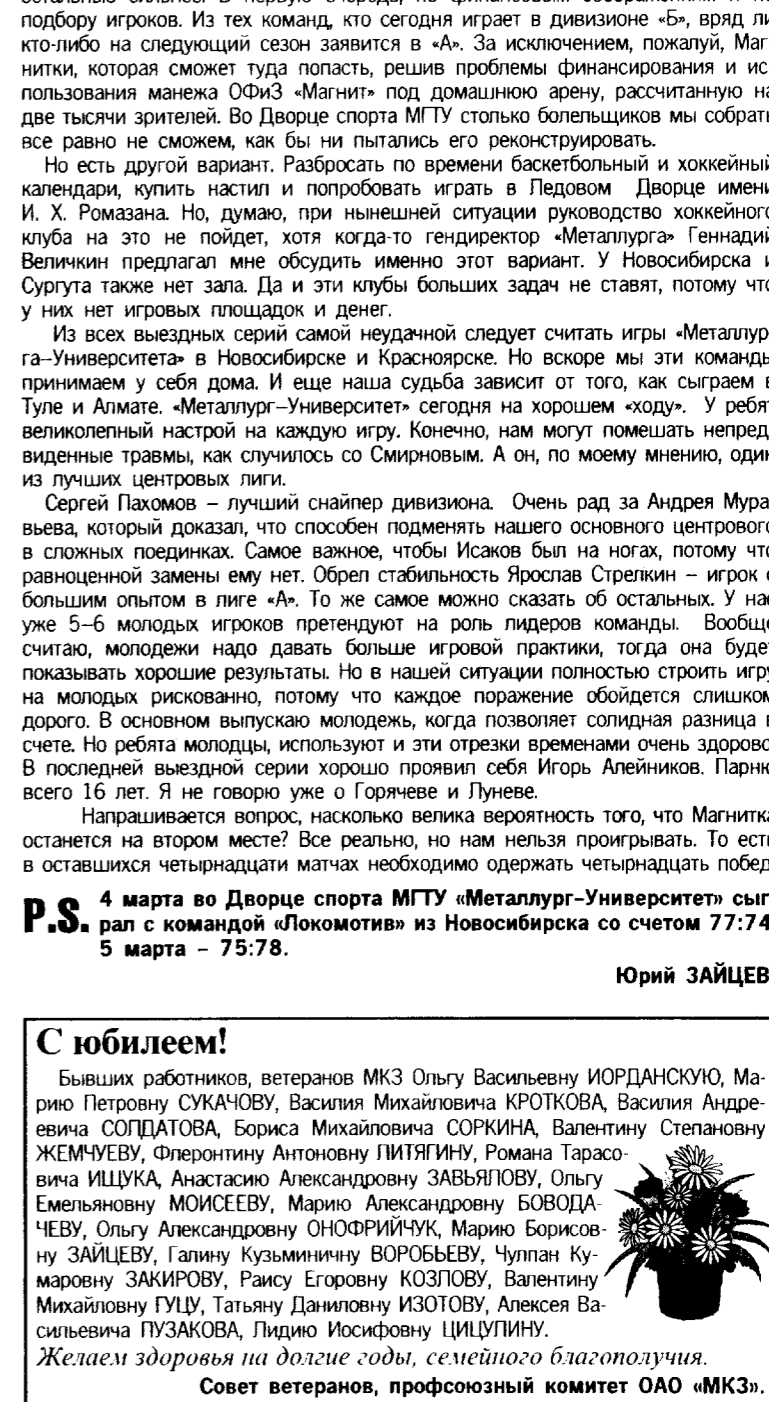 подбору игроков. Из тех команд, кто сегодня играет в дивизионе «Б», вряд ли
кто-либо на следующий сезон заявится в «А». За исключением, пожалуй, Маг-
нитки, которая сможет туда попасть, решив проблемы финансирования и ис-
пользования манежа ОФиЗ «Магнит» под домашнюю арену, рассчитанную на
две тысячи зрителей. Во Дворце спорта МГТУ столько болельщиков мы собрать
все равно не сможем, как бы ни пытались его реконструировать.
Но есть другой вариант. Разбросать по времени баскетбольный и хоккейный
календари, купить настил и попробовать играть в Ледовом Дворце имени
И. Х. Ромазана. Но, думаю, при нынешней ситуации руководство хоккейного
клуба на это не пойдет, хотя когда-то гендиректор «Металлурга» Геннадий
Величкин предлагал мне обсудить именно этот вариант. У Новосибирска и
Сургута также нет зала. Да и эти клубы больших задач не ставят, потому что
у них нет игровых площадок и денег.
Из всех выездных серий самой неудачной следует считать игры «Металлур-
га–Университета» в Новосибирске и Красноярске. Но вскоре мы эти команды
принимаем у себя дома. И еще наша судьба зависит от того, как сыграем в
Туле и Алмате. «Металлург–Университет» сегодня на хорошем «ходу». У ребят
великолепный настрой на каждую игру. Конечно, нам могут помешать непред-
виденные травмы, как случилось со Смирновым. А он, по моему мнению, один
из лучших центровых лиги.
Сергей Пахомов – лучший снайпер дивизиона. Очень рад за Андрея Мура-
вьева, который доказал, что способен подменять нашего основного центрового
в сложных поединках. Самое важное, чтобы Исаков был на ногах, потому что
равноценной замены ему нет. Обрел стабильность Ярослав Стрелкин – игрок с
большим опытом в лиге «А». То же самое можно сказать об остальных. У нас
уже 5–6 молодых игроков претендуют на роль лидеров команды. Вообще
считаю, молодежи надо давать больше игровой практики, тогда она будет
показывать хорошие результаты. Но в нашей ситуации полностью строить игру
на молодых рискованно, потому что каждое поражение обойдется слишком
дорого. В основном выпускаю молодежь, когда позволяет солидная разница в
счете. Но ребята молодцы, используют и эти отрезки временами очень здорово.
В последней выездной серии хорошо проявил себя Игорь Алейников. Парню
всего 16 лет. Я не говорю уже о Горячеве и Луневе.
Напрашивается вопрос, насколько велика вероятность того, что Магнитка
останется на втором месте? Все реально, но нам нельзя проигрывать. То есть
в оставшихся четырнадцати матчах необходимо одержать четырнадцать побед.
P.S. 4 марта во Дворце спорта МГТУ «Металлург–Университет» сыг-
рал с командой «Локомотив» из Новосибирска со счетом 77:74,
5 марта – 75:78.
Юрий ЗАЙЦЕВ
С юбилеем!
Бывших работников, ветеранов МКЗ Ольгу Васильевну ИОРДАНСКУЮ, Ма-
рию Петровну СУКАЧОВУ, Василия Михайловича КРОТКОВА, Василия Андре-
евича СОЛДАТОВА, Бориса Михайловича СОРКИНА, Валентину Степановну
ЖЕМЧУЕВУ, Флеронтину Антоновну ЛИТЯГИНУ, Романа Тарасо-
вича ИЩУКА, Анастасию Александровну ЗАВЬЯЛОВУ, Ольгу
Емельяновну МОИСЕЕВУ, Марию Александровну БОВОДА-
ЧЕВУ, Ольгу Александровну ОНОФРИЙЧУК, Марию Борисов-
ну ЗАЙЦЕВУ, Галину Кузьминичну ВОРОБЬЕВУ, Чулпан Ку-
маровну ЗАКИРОВУ, Раису Егоровну КОЗЛОВУ, Валентину
Михайловну ГУЦУ, Татьяну Даниловну ИЗОТОВУ, Алексея Ва-
сильевича ПУЗАКОВА, Лидию Иосифовну ЦИЦУЛИНУ.
Желаем здоровья на долгие годы, семейного благополучия.
Совет ветеранов, профсоюзный комитет ОАО «МКЗ».